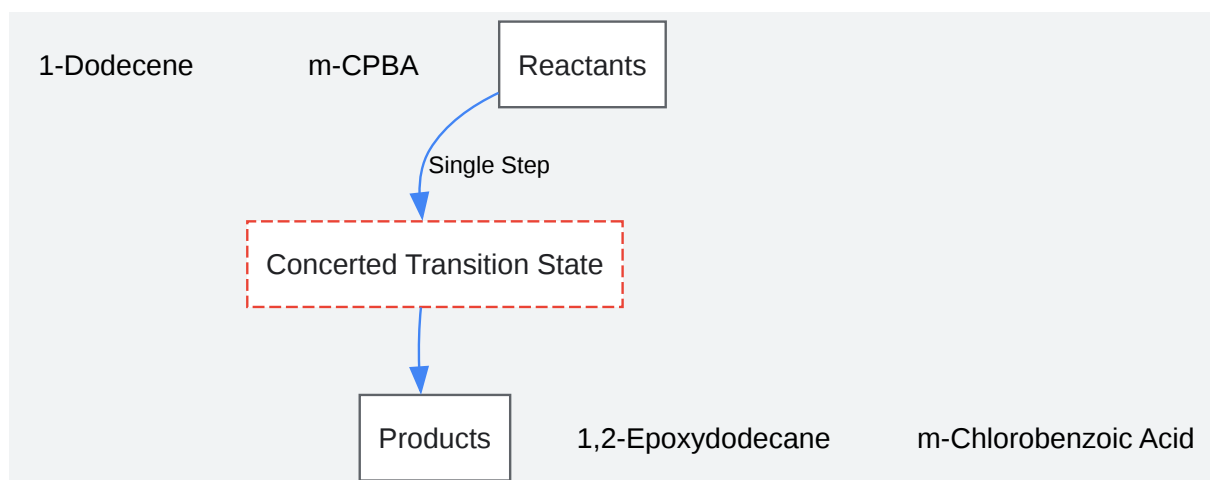 1-Dodecene
m-CPBA
Reactants
Single Step
Concerted Transition State
Products
1,2-Epoxydodecane
m-Chlorobenzoic Acid